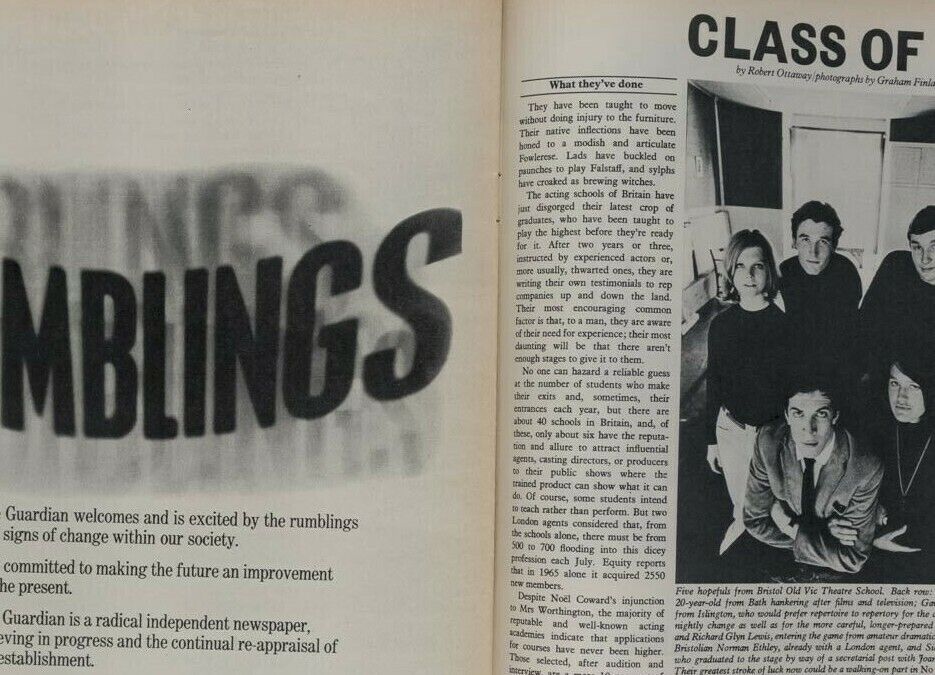 MBLINGS
Guardian welcomes and is excited by the rumblings
signs of change within our society.
committed to making the future an improvement
the present.
Guardian is a radical independent newspaper,
eving in progress and the continual re-appraisal of
establishment.
CLASS OF
by Robert Ottaway/photographs by Graham Finla
What they've done
They have been taught to move
without doing injury to the furniture.
Their native inflections have been
honed to a modish and articulate
Fowlerese. Lads have buckled on
paunches to play Falstaff, and sylphs
have croaked as brewing witches.
The acting schools of Britain have
just disgorged their latest crop of
graduates, who have been taught to
play the highest before they're ready
for it. After two years or three,
instructed by experienced actors or,
more usually, thwarted ones, they are
writing their own testimonials to rep
companies up and down the land.
Their most encouraging common
factor is that, to a man, they are aware
of their need for experience; their most
daunting will be that there aren't
enough stages to give it to them.
No one can hazard a reliable guess
at the number of students who make
their exits and, sometimes, their
entrances each year, but there are
about 40 schools in Britain, and, of
these, only about six have the reputa-
tion and allure to attract influential
agents, casting directors, or producers
to their public shows where the
trained product can show what it can
do. Of course, some students intend
to teach rather than perform. But two
London agents considered that, from
the schools alone, there must be from
500 to 700 flooding into this dicey
profession each July. Equity reports
that in 1965 alone it acquired 2550
new members.
Despite Noël Coward's injunction
to Mrs Worthington, the majority of
reputable and well-known acting
academies indicate that applications
for courses have never been higher.
Those selected, after audition and
Five hopefuls from Bristol Old Vic Theatre School. Back row:
20-year-old from Bath hankering after films and television; Ga
from Islington, who would prefer repertoire to repertory for the
nightly change as well as for the more careful, longer-prepared
and Richard Glyn Lewis, entering the game from amateur dramatic
Bristolian Norman Ethley, already with a London agent, and Su
who graduated to the stage by way of a secretarial post with Joan
Their greatest stroke of luck now could be a walking-on part in No